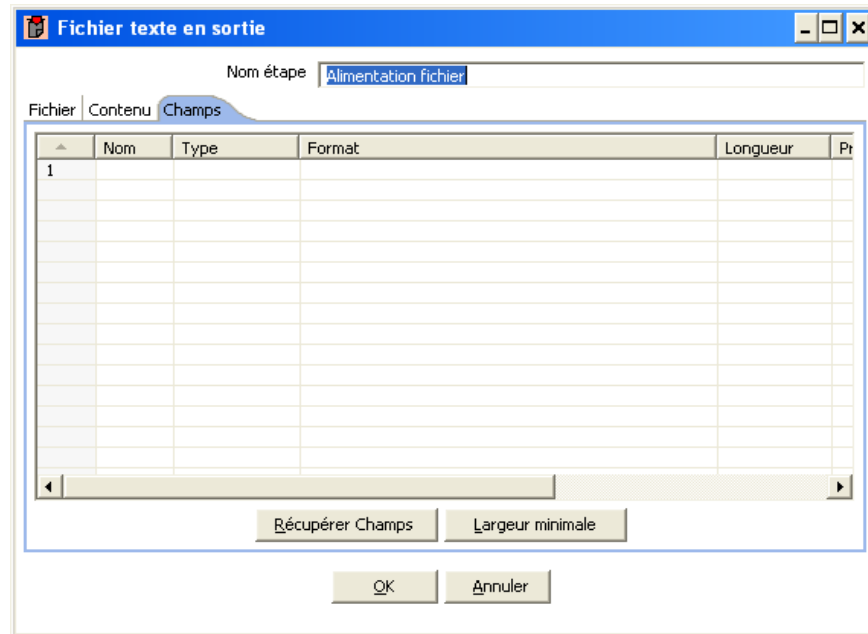 Fichier texte en sortie
Nom étape Alimentation fichier
Fichier Contenu Champs
Nom Type Format Longueur Pr
1
Récupérer Champs Largeur minimale
OK Annuler